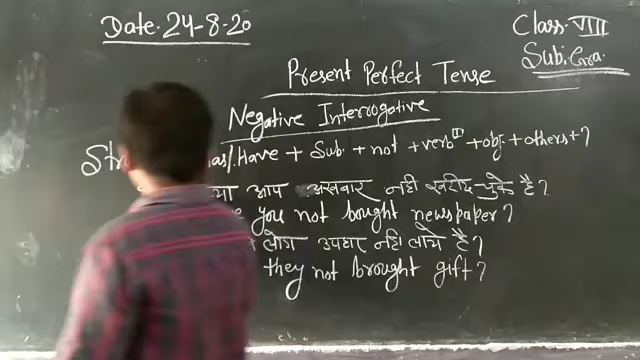 Date. 24-8-20
Class. VIII
Sub. Gra.
Present Perfect Tense
Negative Interrogative
Have + Sub. + not + verb III + obj + others + ?
आप अखबार नही खरीद चुके है?
you not bought newspaper?
लोग उपहार नही लाये है?
they not brought gift?